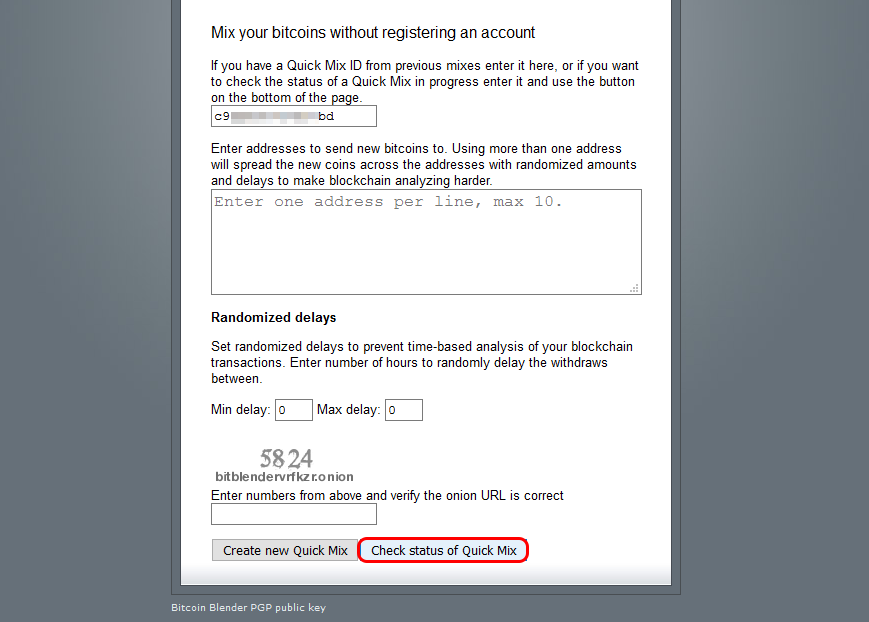 Mix your bitcoins without registering an account
If you have a Quick Mix ID from previous mixes enter it here, or if you want
to check the status of a Quick Mix in progress enter it and use the button
on the bottom of the page.
c9 bd
Enter addresses to send new bitcoins to. Using more than one address
will spread the new coins across the addresses with randomized amounts
and delays to make blockchain analyzing harder.
Enter one address per line, max 10.
Randomized delays
Set randomized delays to prevent time-based analysis of your blockchain
transactions. Enter number of hours to randomly delay the withdraws
between.
Min delay: 0 Max delay: 0
5824
bitblendervrfkzr.onion
Enter numbers from above and verify the onion URL is correct
Create new Quick Mix Check status of Quick Mix
Bitcoin Blender PGP public key